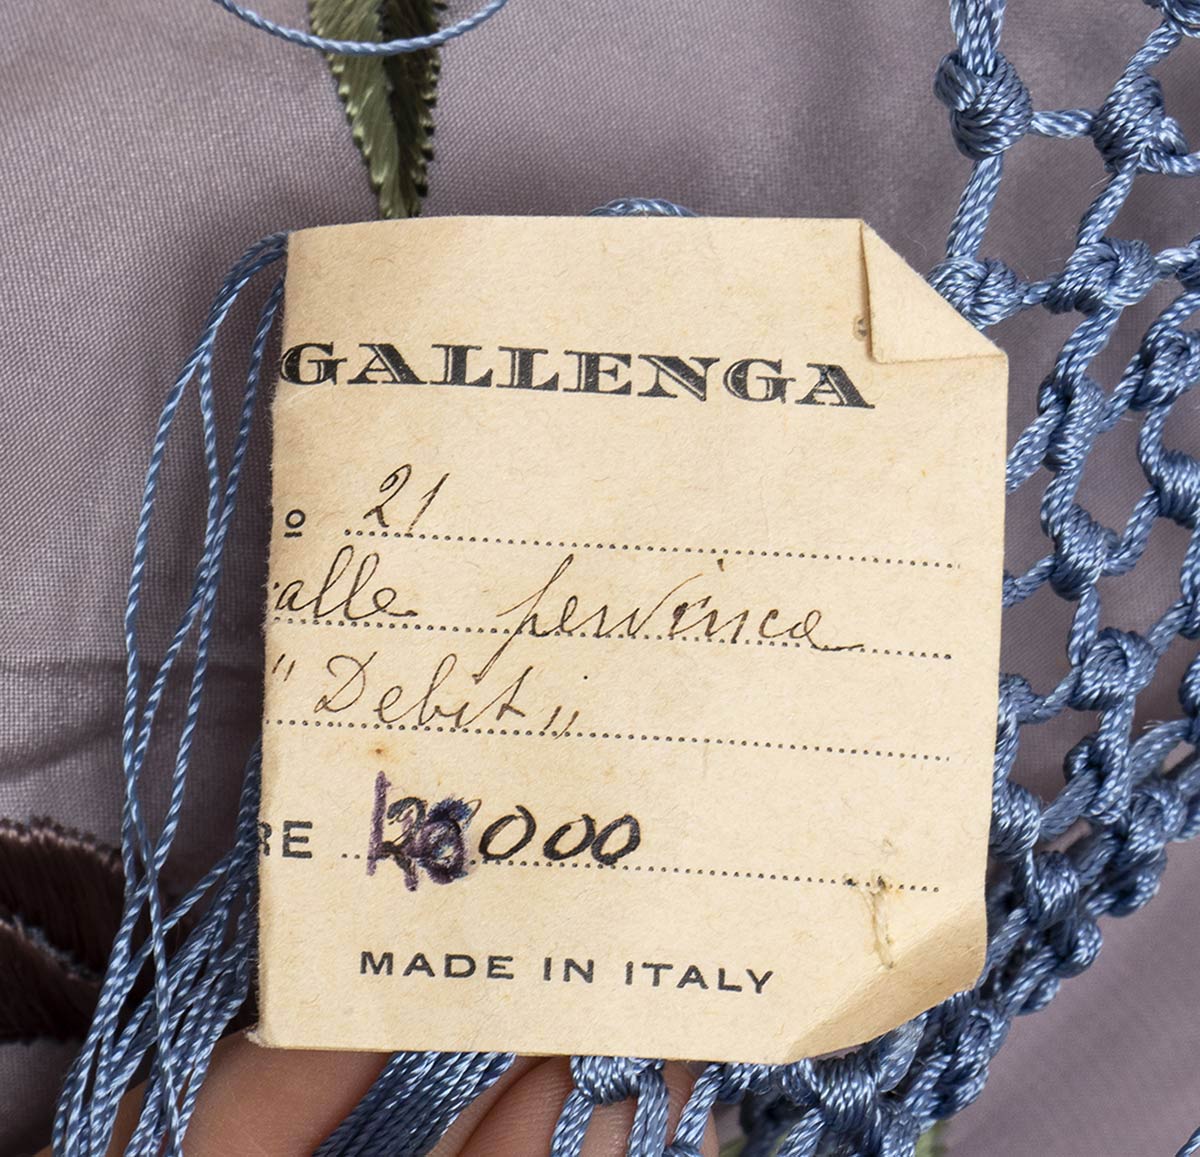 GALLENGA
º 21
alle pervinca
" Debit "
RE 000
MADE IN ITALY